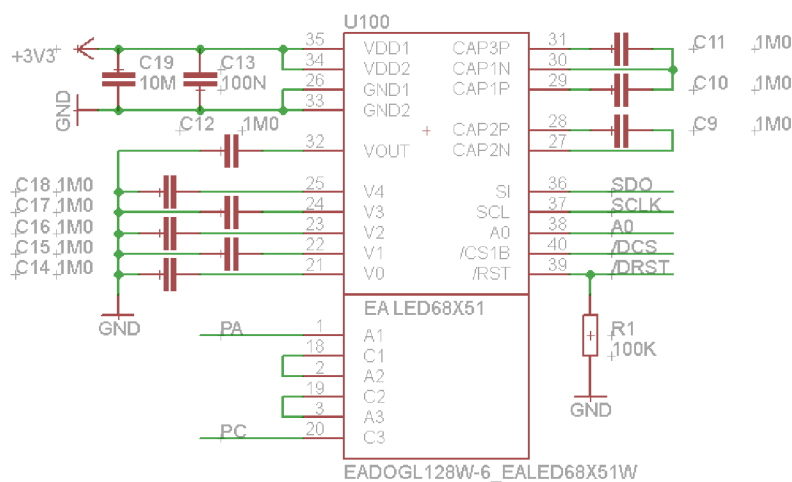 U100
+3V3
C19
10M
C13
100N
GND
35 VDD1 CAP3P 31 C11 1M0
34 VDD2 CAP1N 30
26 GND1 CAP1P 29 C10 1M0
33 GND2
C12 1M0
CAP2P 28 C9 1M0
32 VOUT CAP2N 27
C18 1M0 25 V4 SI 36 SDO
C17 1M0 24 V3 SCL 37 SCLK
C16 1M0 23 V2 A0 38 A0
C15 1M0 22 V1 /CS1B 40 /DCS
C14 1M0 21 V0 /RST 39 /DRST
GND
EA LED68X51
PA 1 A1
18 C1
2 A2
19 C2
3 A3
PC 20 C3
R1
100K
GND
EADOGL128W-6_EALED68X51W